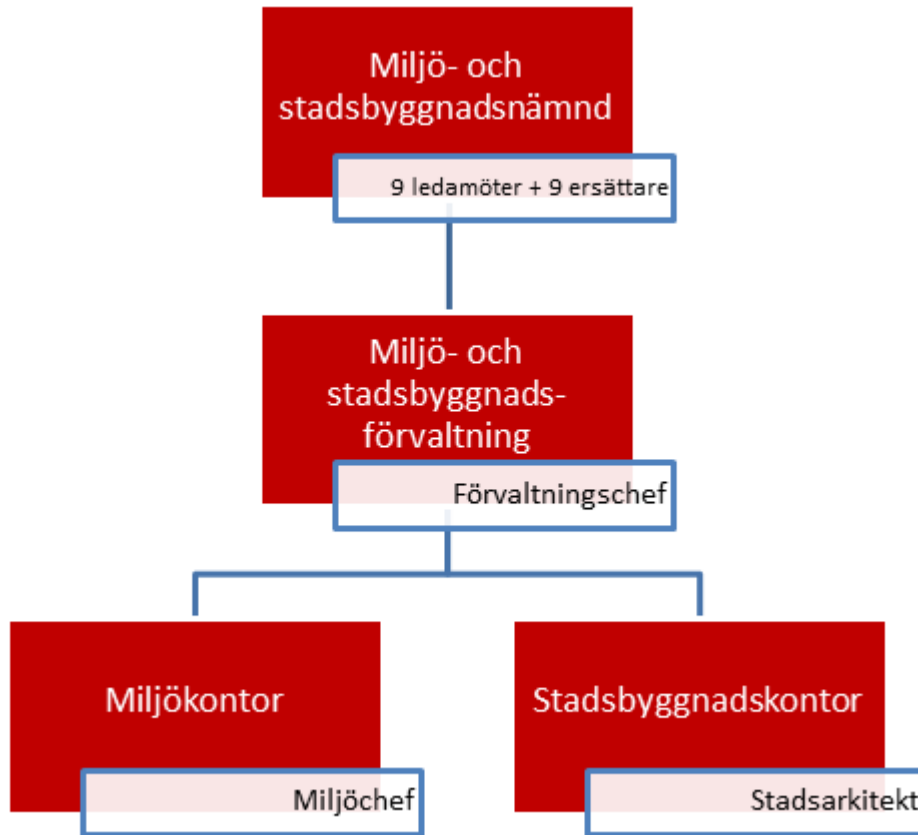 Miljö- och
stadsbyggnadsnämnd
9 ledamöter + 9 ersättare
Miljö- och
stadsbyggnads-
förvaltning
Förvaltningschef
Miljökontor
Miljöchef
Stadsbyggnadskontor
Stadsarkitekt